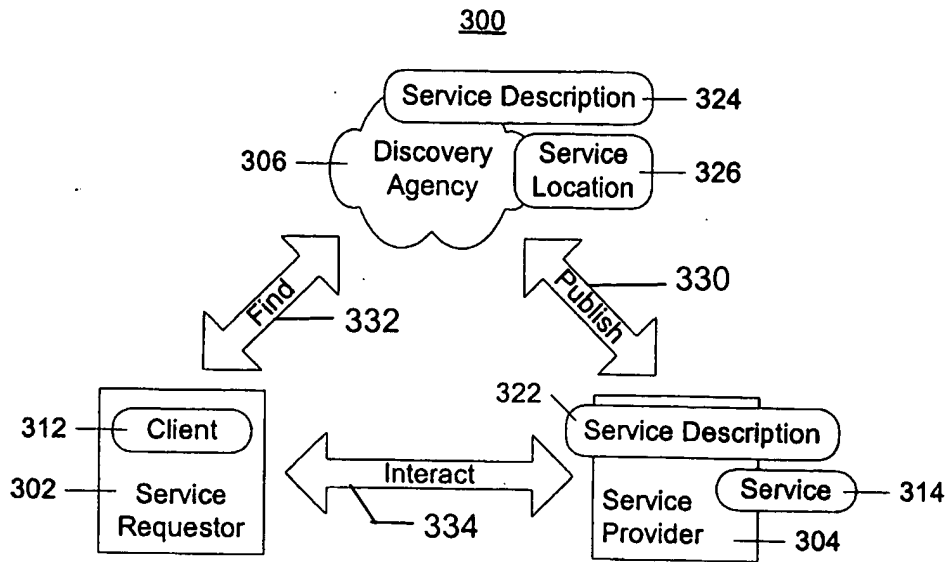 300
Service Description
324
306
Discovery
Agency
Service
Location
326
Find
332
Publish
330
312
Client
302
Service
Requestor
Interact
334
322
Service Description
Service
314
Service
Provider
304